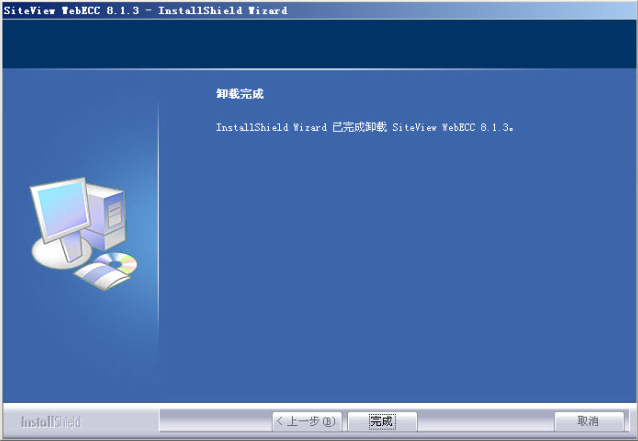 SiteView WebECC 8.1.3 - InstallShield Wizard
卸载完成
InstallShield Wizard 已完成卸载 SiteView WebECC 8.1.3。
InstallShield
< 上一步(B)
完成
取消